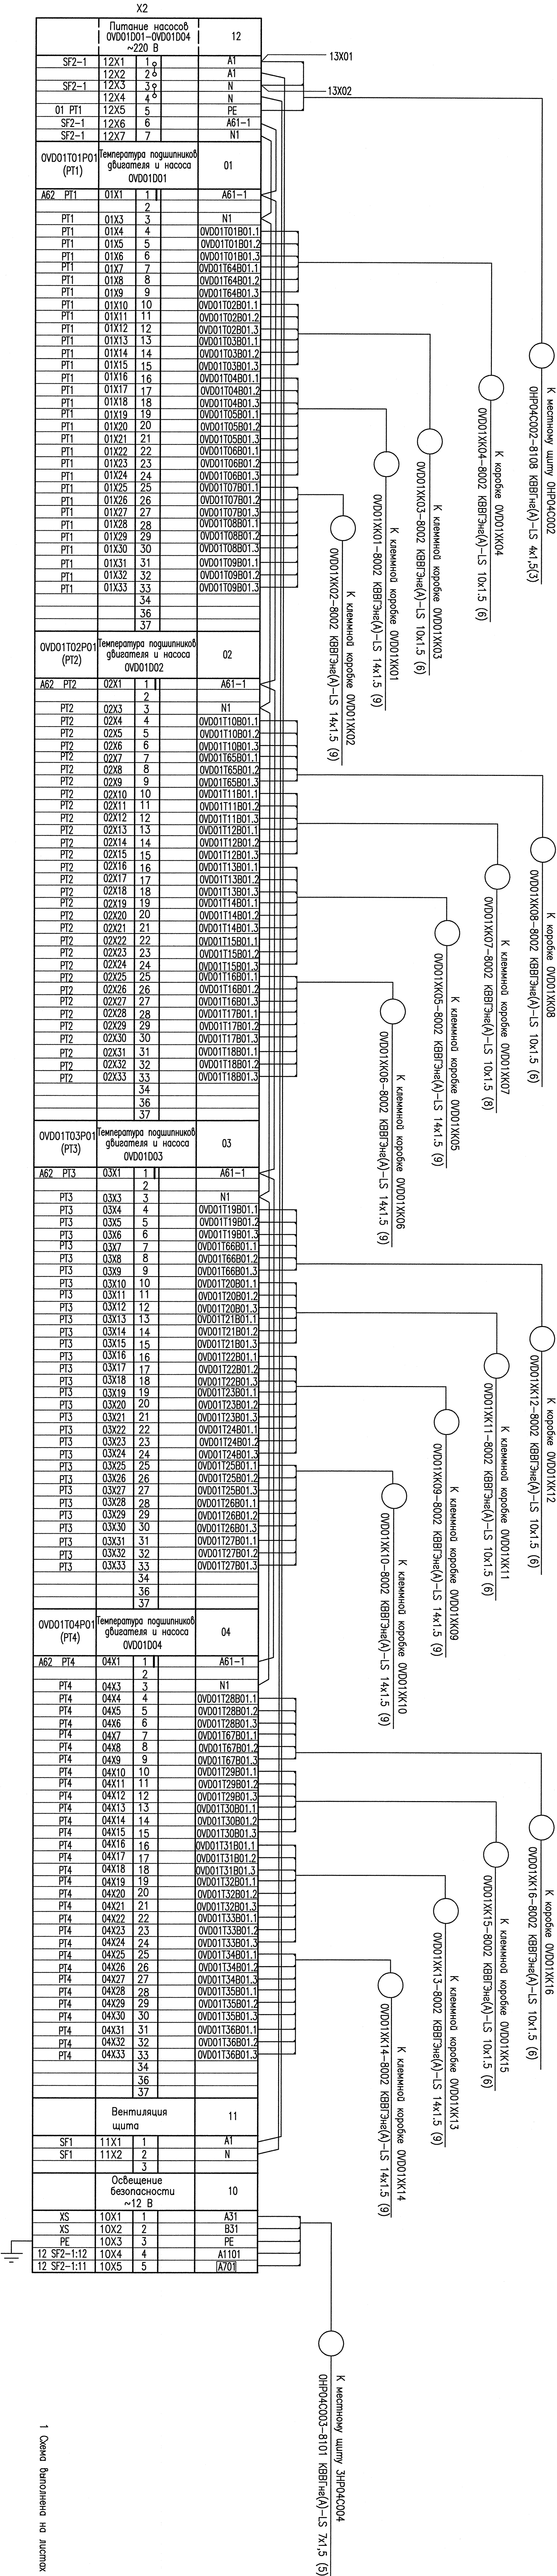 X2
Питание насосов
0VD01D01-0VD01D04
~220 В
12
SF2-1 12X1 1 A1
12X2 2 A1
SF2-1 12X3 3 N
12X4 4 N
01 PT1 12X5 5 PE
SF2-1 12X6 6 A61-1
SF2-1 12X7 7 N1
13X01
13X02
0VD01T01P01
(PT1)
Температура подшипников
двигателя и насоса
0VD01D01
01
A62 PT1 01X1 1 A61-1
2
PT1 01X3 3 N1
PT1 01X4 4 0VD01T01B01.1
PT1 01X5 5 0VD01T01B01.2
PT1 01X6 6 0VD01T01B01.3
PT1 01X7 7 0VD01T64B01.1
PT1 01X8 8 0VD01T64B01.2
PT1 01X9 9 0VD01T64B01.3
PT1 01X10 10 0VD01T02B01.1
PT1 01X11 11 0VD01T02B01.2
PT1 01X12 12 0VD01T02B01.3
PT1 01X13 13 0VD01T03B01.1
PT1 01X14 14 0VD01T03B01.2
PT1 01X15 15 0VD01T03B01.3
PT1 01X16 16 0VD01T04B01.1
PT1 01X17 17 0VD01T04B01.2
PT1 01X18 18 0VD01T04B01.3
PT1 01X19 19 0VD01T05B01.1
PT1 01X20 20 0VD01T05B01.2
PT1 01X21 21 0VD01T05B01.3
PT1 01X22 22 0VD01T06B01.1
PT1 01X23 23 0VD01T06B01.2
PT1 01X24 24 0VD01T06B01.3
PT1 01X25 25 0VD01T07B01.1
PT1 01X26 26 0VD01T07B01.2
PT1 01X27 27 0VD01T07B01.3
PT1 01X28 28 0VD01T08B01.1
PT1 01X29 29 0VD01T08B01.2
PT1 01X30 30 0VD01T08B01.3
PT1 01X31 31 0VD01T09B01.1
PT1 01X32 32 0VD01T09B01.2
PT1 01X33 33 0VD01T09B01.3
34
36
37
К местному щиту 0HP04C002
0HP04C002-8108 КВВГнг(А)-LS 4х1,5(3)
К коробке 0VD01XK04
0VD01XK04-8002 КВВГЭнг(А)-LS 10х1.5 (6)
К клеммной коробке 0VD01XK03
0VD01XK03-8002 КВВГЭнг(А)-LS 10х1.5 (6)
К клеммной коробке 0VD01XK01
0VD01XK01-8002 КВВГЭнг(А)-LS 14х1.5 (9)
К клеммной коробке 0VD01XK02
0VD01XK02-8002 КВВГЭнг(А)-LS 14х1.5 (9)
0VD01T02P01
(PT2)
Температура подшипников
двигателя и насоса
0VD01D02
02
A62 PT2 02X1 1 A61-1
2
PT2 02X3 3 N1
PT2 02X4 4 0VD01T10B01.1
PT2 02X5 5 0VD01T10B01.2
PT2 02X6 6 0VD01T10B01.3
PT2 02X7 7 0VD01T65B01.1
PT2 02X8 8 0VD01T65B01.2
PT2 02X9 9 0VD01T65B01.3
PT2 02X10 10 0VD01T11B01.1
PT2 02X11 11 0VD01T11B01.2
PT2 02X12 12 0VD01T11B01.3
PT2 02X13 13 0VD01T12B01.1
PT2 02X14 14 0VD01T12B01.2
PT2 02X15 15 0VD01T12B01.3
PT2 02X16 16 0VD01T13B01.1
PT2 02X17 17 0VD01T13B01.2
PT2 02X18 18 0VD01T13B01.3
PT2 02X19 19 0VD01T14B01.1
PT2 02X20 20 0VD01T14B01.2
PT2 02X21 21 0VD01T14B01.3
PT2 02X22 22 0VD01T15B01.1
PT2 02X23 23 0VD01T15B01.2
PT2 02X24 24 0VD01T15B01.3
PT2 02X25 25 0VD01T16B01.1
PT2 02X26 26 0VD01T16B01.2
PT2 02X27 27 0VD01T16B01.3
PT2 02X28 28 0VD01T17B01.1
PT2 02X29 29 0VD01T17B01.2
PT2 02X30 30 0VD01T17B01.3
PT2 02X31 31 0VD01T18B01.1
PT2 02X32 32 0VD01T18B01.2
PT2 02X33 33 0VD01T18B01.3
34
36
37
К коробке 0VD01XK08
0VD01XK08-8002 КВВГЭнг(А)-LS 10х1.5 (6)
К клеммной коробке 0VD01XK07
0VD01XK07-8002 КВВГЭнг(А)-LS 10х1.5 (8)
К клеммной коробке 0VD01XK05
0VD01XK05-8002 КВВГЭнг(А)-LS 14х1.5 (9)
К клеммной коробке 0VD01XK06
0VD01XK06-8002 КВВГЭнг(А)-LS 14х1.5 (9)
0VD01T03P01
(PT3)
Температура подшипников
двигателя и насоса
0VD01D03
03
A62 PT3 03X1 1 A61-1
2
PT3 03X3 3 N1
PT3 03X4 4 0VD01T19B01.1
PT3 03X5 5 0VD01T19B01.2
PT3 03X6 6 0VD01T19B01.3
PT3 03X7 7 0VD01T66B01.1
PT3 03X8 8 0VD01T66B01.2
PT3 03X9 9 0VD01T66B01.3
PT3 03X10 10 0VD01T20B01.1
PT3 03X11 11 0VD01T20B01.2
PT3 03X12 12 0VD01T20B01.3
PT3 03X13 13 0VD01T21B01.1
PT3 03X14 14 0VD01T21B01.2
PT3 03X15 15 0VD01T21B01.3
PT3 03X16 16 0VD01T22B01.1
PT3 03X17 17 0VD01T22B01.2
PT3 03X18 18 0VD01T22B01.3
PT3 03X19 19 0VD01T23B01.1
PT3 03X20 20 0VD01T23B01.2
PT3 03X21 21 0VD01T23B01.3
PT3 03X22 22 0VD01T24B01.1
PT3 03X23 23 0VD01T24B01.2
PT3 03X24 24 0VD01T24B01.3
PT3 03X25 25 0VD01T25B01.1
PT3 03X26 26 0VD01T25B01.2
PT3 03X27 27 0VD01T25B01.3
PT3 03X28 28 0VD01T26B01.1
PT3 03X29 29 0VD01T26B01.2
PT3 03X30 30 0VD01T26B01.3
PT3 03X31 31 0VD01T27B01.1
PT3 03X32 32 0VD01T27B01.2
PT3 03X33 33 0VD01T27B01.3
34
36
37
К коробке 0VD01XK12
0VD01XK12-8002 КВВГЭнг(А)-LS 10х1.5 (6)
К клеммной коробке 0VD01XK11
0VD01XK11-8002 КВВГЭнг(А)-LS 10х1.5 (6)
К клеммной коробке 0VD01XK09
0VD01XK09-8002 КВВГЭнг(А)-LS 14х1.5 (9)
К клеммной коробке 0VD01XK10
0VD01XK10-8002 КВВГЭнг(А)-LS 14х1.5 (9)
0VD01T04P01
(PT4)
Температура подшипников
двигателя и насоса
0VD01D04
04
A62 PT4 04X1 1 A61-1
2
PT4 04X3 3 N1
PT4 04X4 4 0VD01T28B01.1
PT4 04X5 5 0VD01T28B01.2
PT4 04X6 6 0VD01T28B01.3
PT4 04X7 7 0VD01T67B01.1
PT4 04X8 8 0VD01T67B01.2
PT4 04X9 9 0VD01T67B01.3
PT4 04X10 10 0VD01T29B01.1
PT4 04X11 11 0VD01T29B01.2
PT4 04X12 12 0VD01T29B01.3
PT4 04X13 13 0VD01T30B01.1
PT4 04X14 14 0VD01T30B01.2
PT4 04X15 15 0VD01T30B01.3
PT4 04X16 16 0VD01T31B01.1
PT4 04X17 17 0VD01T31B01.2
PT4 04X18 18 0VD01T31B01.3
PT4 04X19 19 0VD01T32B01.1
PT4 04X20 20 0VD01T32B01.2
PT4 04X21 21 0VD01T32B01.3
PT4 04X22 22 0VD01T33B01.1
PT4 04X23 23 0VD01T33B01.2
PT4 04X24 24 0VD01T33B01.3
PT4 04X25 25 0VD01T34B01.1
PT4 04X26 26 0VD01T34B01.2
PT4 04X27 27 0VD01T34B01.3
PT4 04X28 28 0VD01T35B01.1
PT4 04X29 29 0VD01T35B01.2
PT4 04X30 30 0VD01T35B01.3
PT4 04X31 31 0VD01T36B01.1
PT4 04X32 32 0VD01T36B01.2
PT4 04X33 33 0VD01T36B01.3
34
36
37
К коробке 0VD01XK16
0VD01XK16-8002 КВВГЭнг(А)-LS 10х1.5 (6)
К клеммной коробке 0VD01XK15
0VD01XK15-8002 КВВГЭнг(А)-LS 10х1.5 (6)
К клеммной коробке 0VD01XK13
0VD01XK13-8002 КВВГЭнг(А)-LS 14х1.5 (9)
К клеммной коробке 0VD01XK14
0VD01XK14-8002 КВВГЭнг(А)-LS 14х1.5 (9)
Вентиляция
щита
11
SF1 11X1 1 A1
SF1 11X2 2 N
3
Освещение
безопасности
~12 В
10
XS 10X1 1 A31
XS 10X2 2 B31
PE 10X3 3 PE
12 SF2-1:12 10X4 4 A1101
12 SF2-1:11 10X5 5 A701
К местному щиту 3HP04C004
0HP04C003-8101 КВВГнг(А)-LS 7х1,5 (5)
1 Схема выполнена на листах